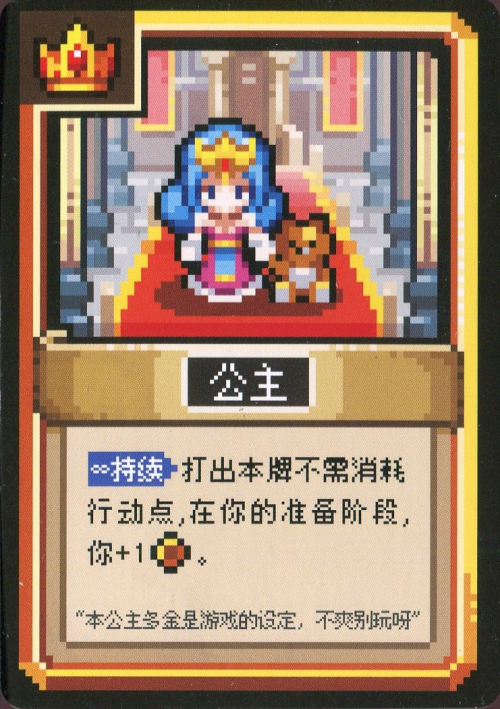 公主
∞持续 打出本牌不需消耗
行动点,在你的准备阶段,
你+1 。
“本公主多金是游戏的设定，不爽别玩呀”